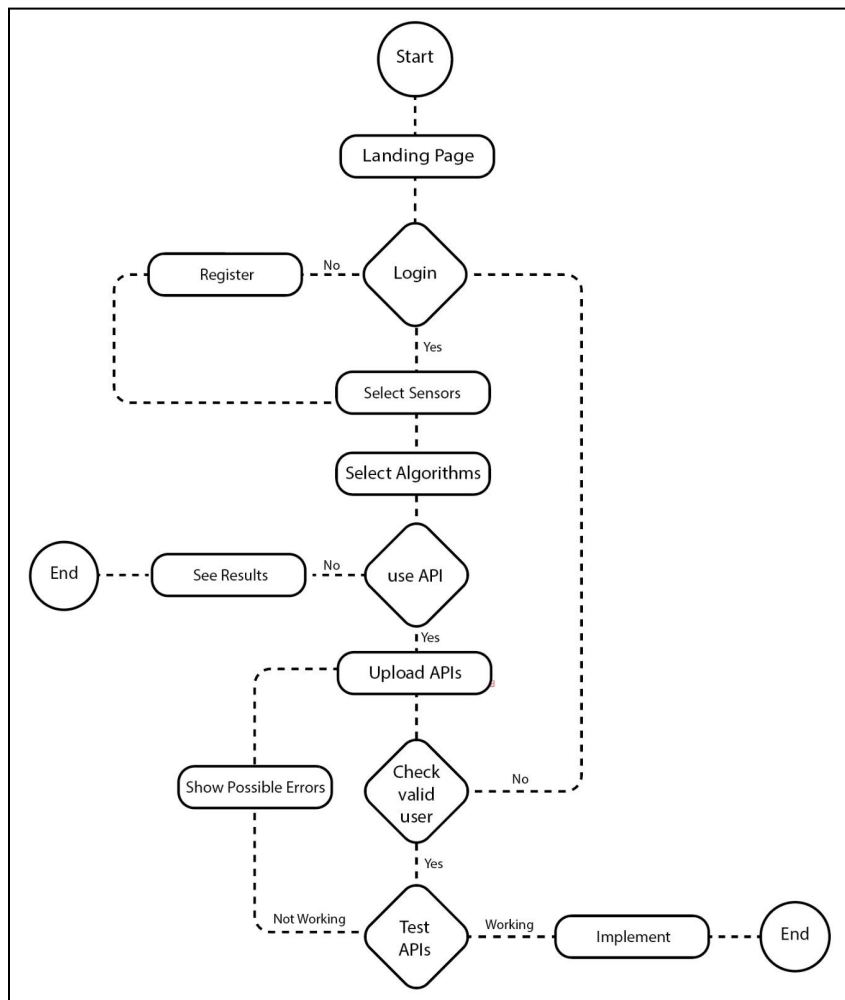 Start
Landing Page
Login
No
Register
Yes
Select Sensors
Select Algorithms
use API
No
See Results
End
Yes
Upload APIs
Check
valid
user
No
Show Possible Errors
Yes
Test
APIs
Not Working
Working
Implement
End